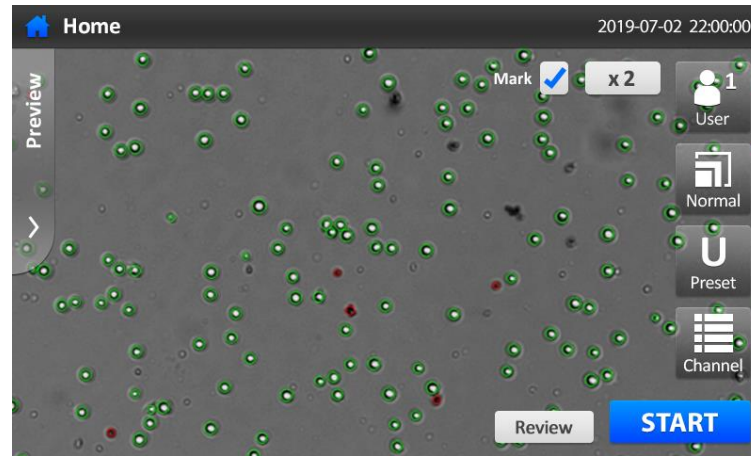 Home
2019-07-02 22:00:00
Mark
x 2
1
User
Preview
Normal
U
Preset
Channel
Review
START